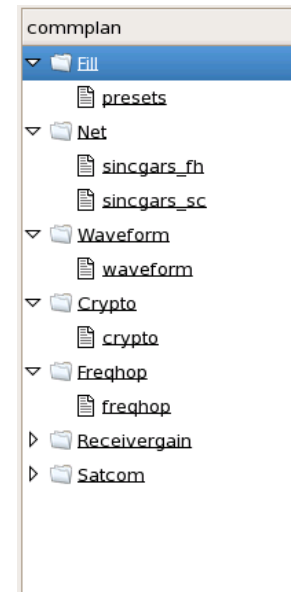 commplan
Fill
presets
Net
sincgars_fh
sincgars_sc
Waveform
waveform
Crypto
crypto
Freqhop
freqhop
Receivergain
Satcom